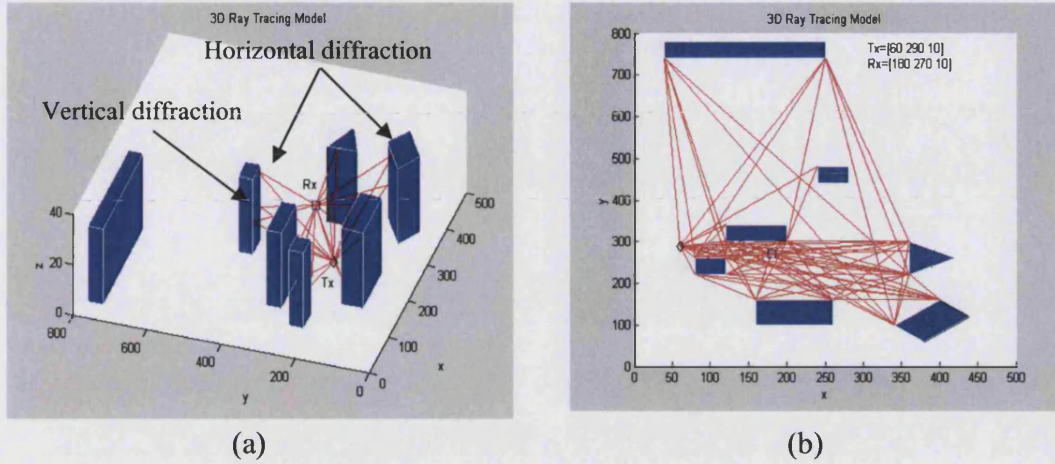 3D Ray Tracing Model
Horizontal diffraction
Vertical diffraction
Rx
Tx
40
20
0
z
800
600
400
200
0
y
0
100
200
300
400
500
x
(a)
3D Ray Tracing Model
Tx=[60 290 10]
Rx=[180 270 10]
800
700
600
500
400
300
200
100
0
y
0
50
100
150
200
250
300
350
400
450
500
x
(b)